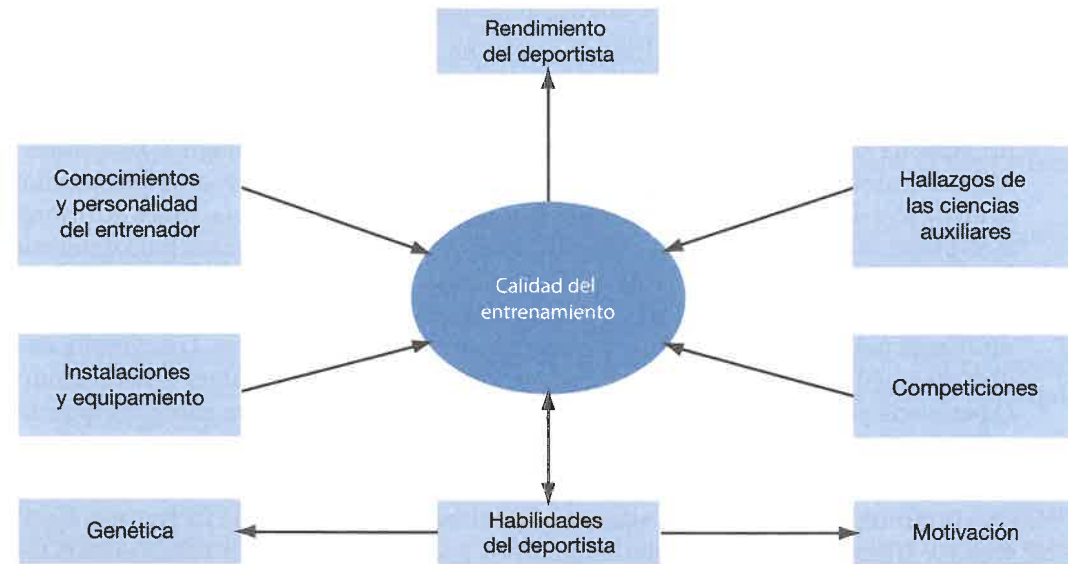 Rendimiento
del deportista
Conocimientos
y personalidad
del entrenador
Hallazgos de
las ciencias
auxiliares
Calidad del
entrenamiento
Instalaciones
y equipamiento
Competiciones
Genética
Habilidades
del deportista
Motivación